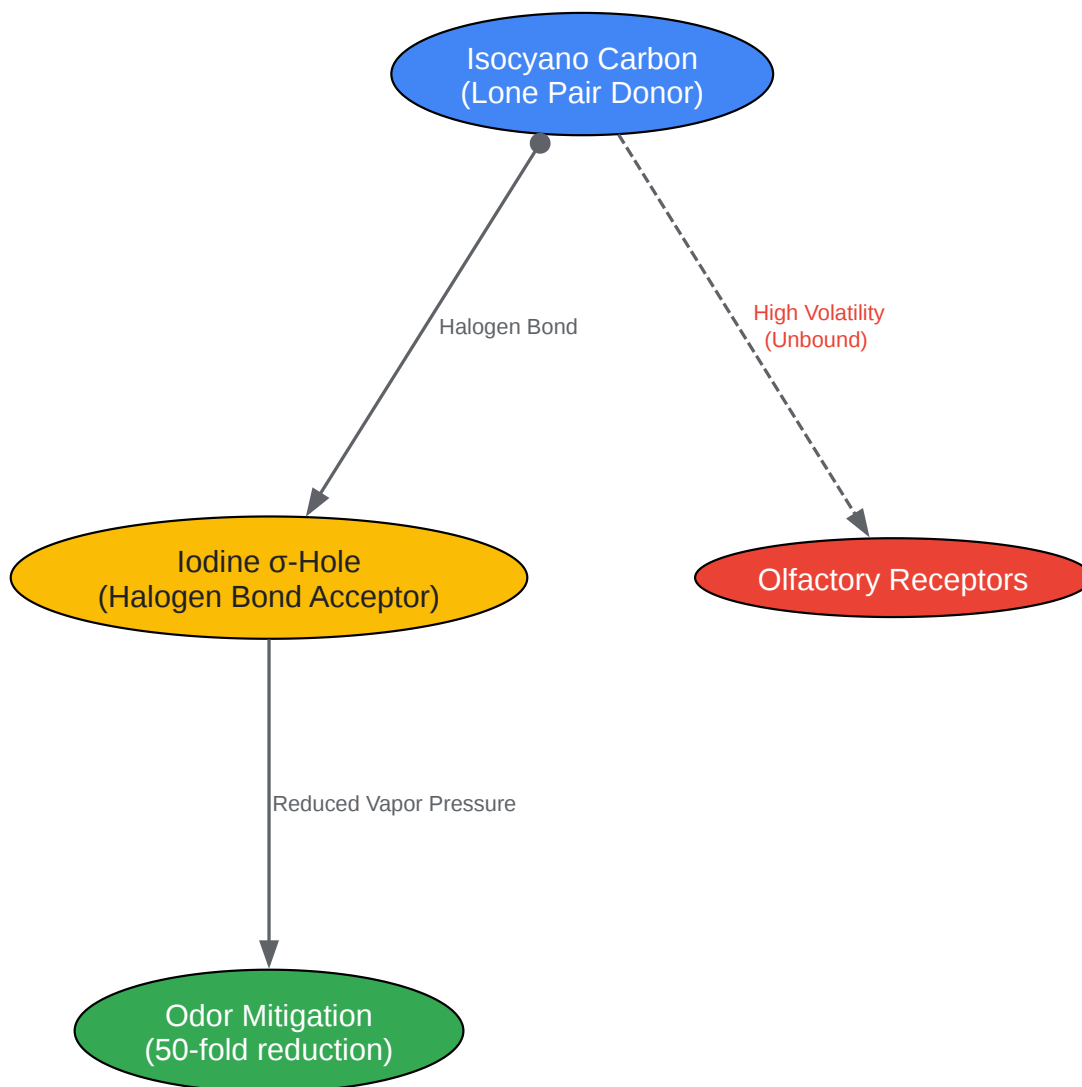 Isocyano Carbon
(Lone Pair Donor)
High Volatility
(Unbound)
Halogen Bond
Iodine σ-Hole
(Halogen Bond Acceptor)
Olfactory Receptors
Reduced Vapor Pressure
Odor Mitigation
(50-fold reduction)